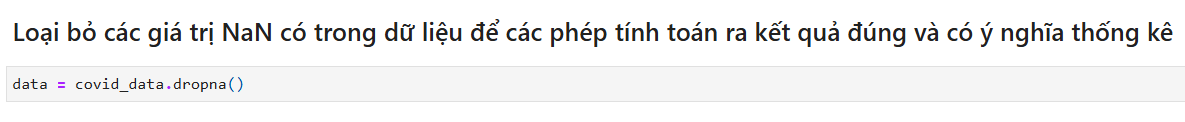 Loại bỏ các giá trị NaN có trong dữ liệu để các phép tính toán ra kết quả đúng và có ý nghĩa thống kê
data = covid_data.dropna()